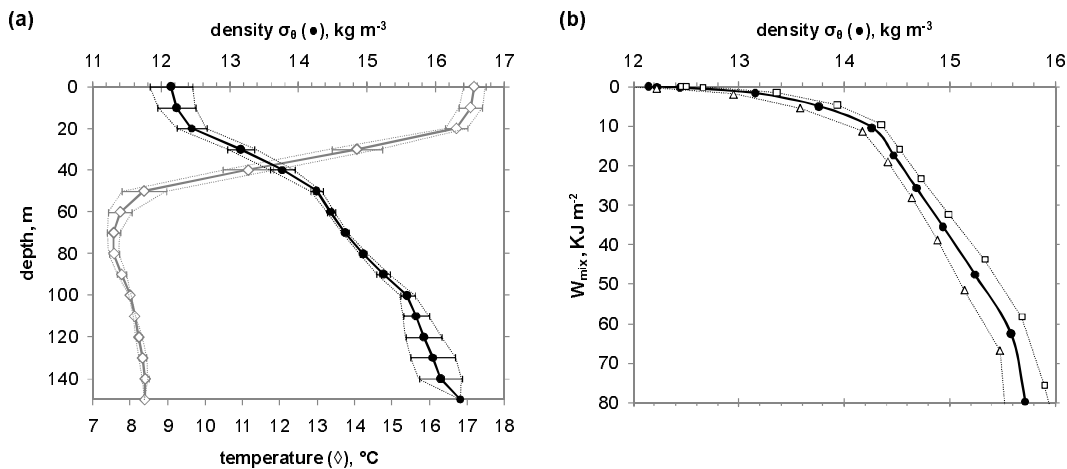 (a)
density σθ (●), kg m⁻³
11 12 13 14 15 16 17
0
20
40
60
80
100
120
140
depth, m
7 8 9 10 11 12 13 14 15 16 17 18
temperature (◊), °C
(b)
density σθ (●), kg m⁻³
12 13 14 15 16
0
10
20
30
40
50
60
70
80
Wmix, KJ m⁻²